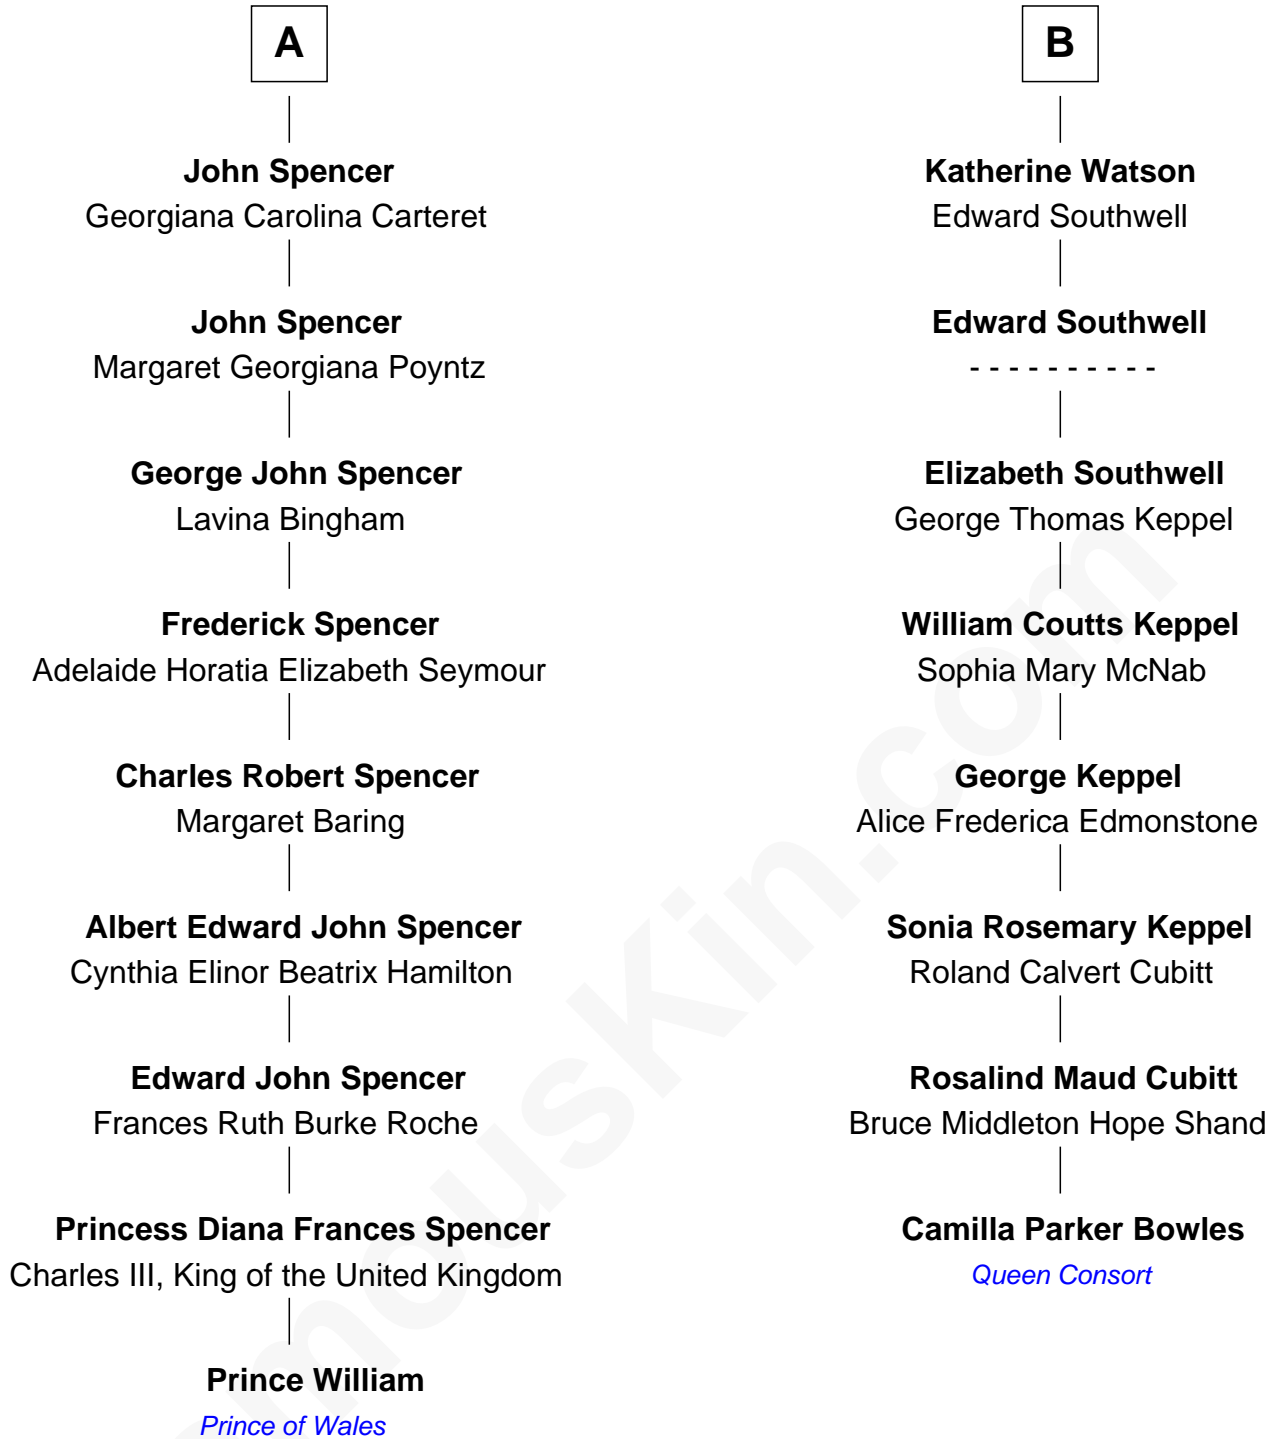 A
John Spencer
Georgiana Carolina Carteret
John Spencer
Margaret Georgiana Poyntz
George John Spencer
Lavina Bingham
Frederick Spencer
Adelaide Horatia Elizabeth Seymour
Charles Robert Spencer
Margaret Baring
Albert Edward John Spencer
Cynthia Elinor Beatrix Hamilton
Edward John Spencer
Frances Ruth Burke Roche
Princess Diana Frances Spencer
Charles III, King of the United Kingdom
Prince William
Prince of Wales
B
Katherine Watson
Edward Southwell
Edward Southwell
- - - - - - - - - -
Elizabeth Southwell
George Thomas Keppel
William Coutts Keppel
Sophia Mary McNab
George Keppel
Alice Frederica Edmonstone
Sonia Rosemary Keppel
Roland Calvert Cubitt
Rosalind Maud Cubitt
Bruce Middleton Hope Shand
Camilla Parker Bowles
Queen Consort
mousKin.com